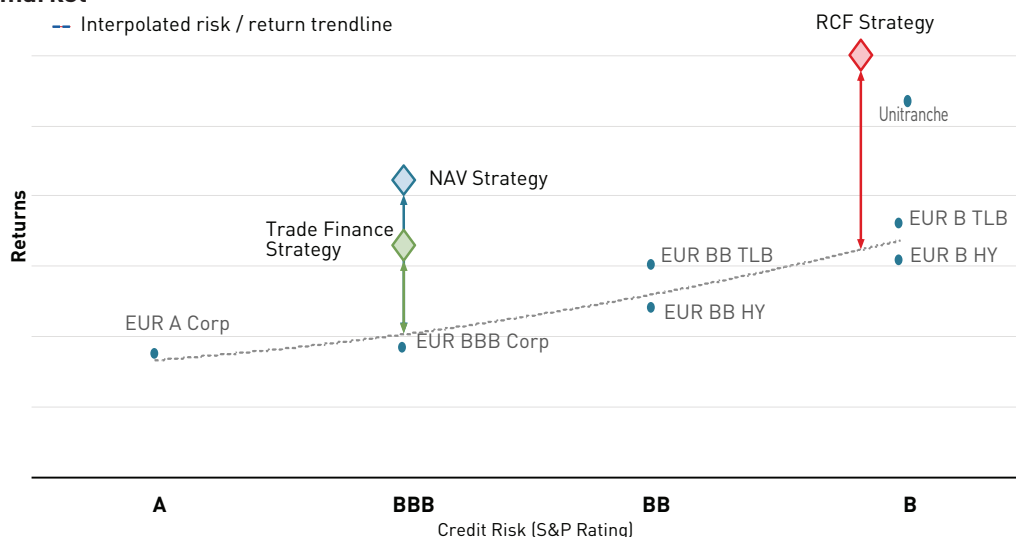 Interpolated risk / return trendline
RCF Strategy
Unitranche
NAV Strategy
Trade Finance
Strategy
EUR B TLB
EUR BB TLB
EUR B HY
EUR BB HY
EUR A Corp
EUR BBB Corp
Returns
A
BBB
BB
B
Credit Risk (S&P Rating)